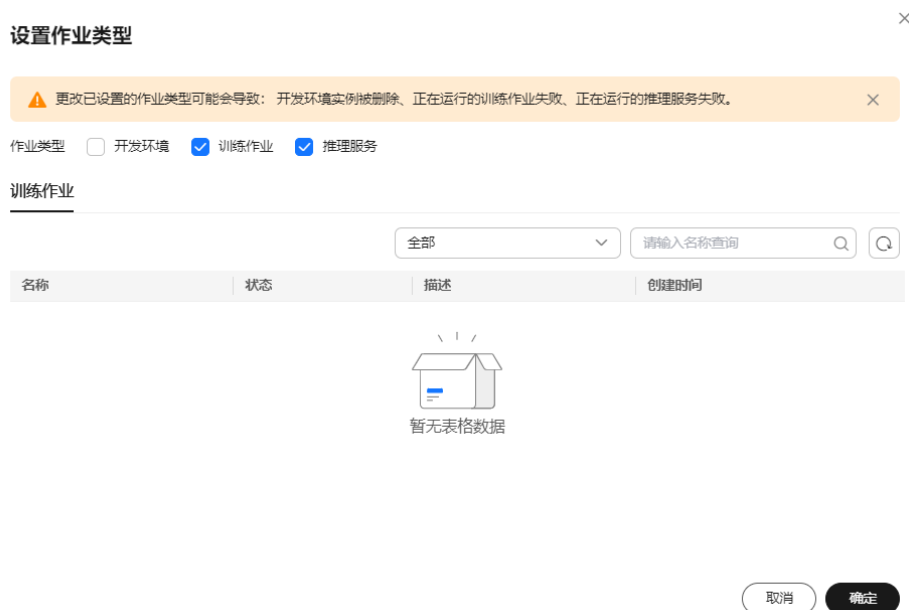 设置作业类型
更改已设置的作业类型可能会导致： 开发环境实例被删除、正在运行的训练作业失败、正在运行的推理服务失败。
作业类型 开发环境 训练作业 推理服务
训练作业
全部 请输入名称查询
名称 状态 描述 创建时间
暂无表格数据
取消 确定